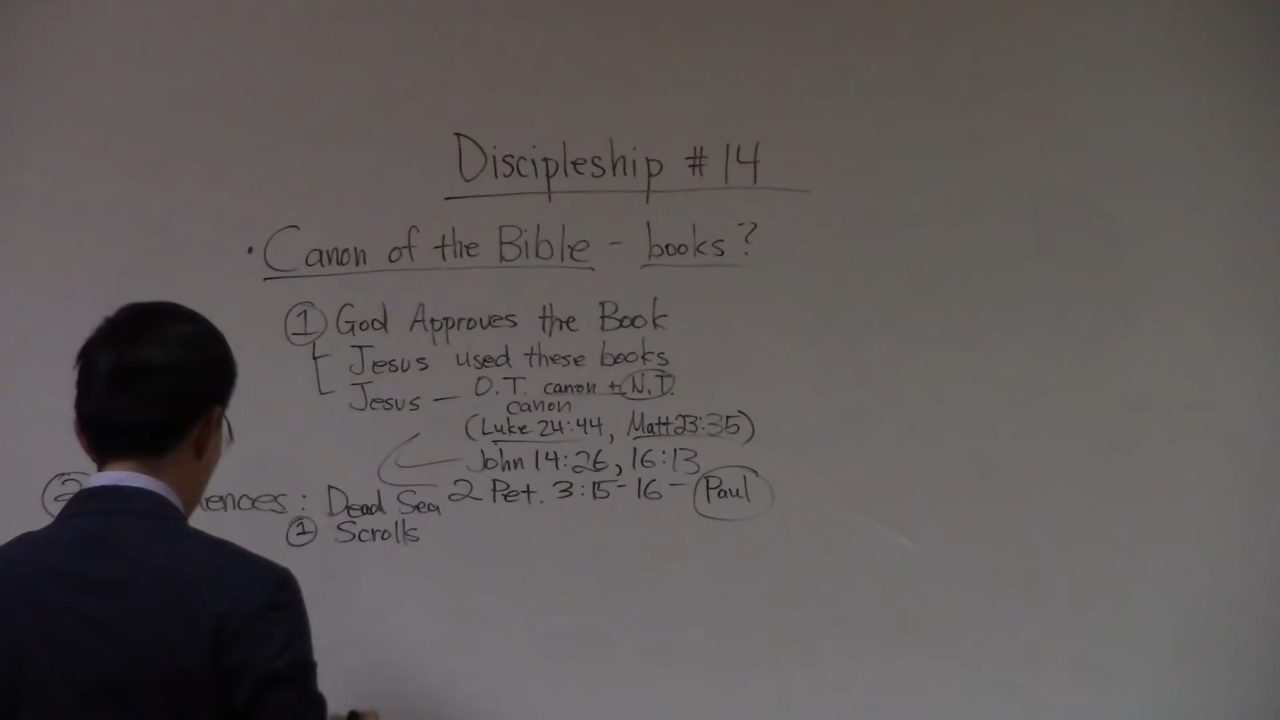 Discipleship #14
· Canon of the Bible - books?
① God Approves the Book
Jesus used these books
Jesus — O.T. canon + N.T.
canon
(Luke 24:44, Matt 23:35)
John 14:26, 16:13
2 Pet. 3:15-16 - Paul
② : Dead Sea
① Scrolls